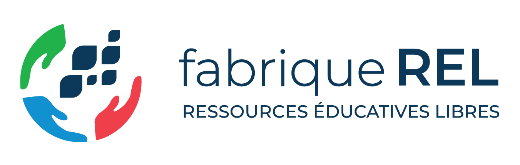 fabrique REL
RESSOURCES ÉDUCATIVES LIBRES